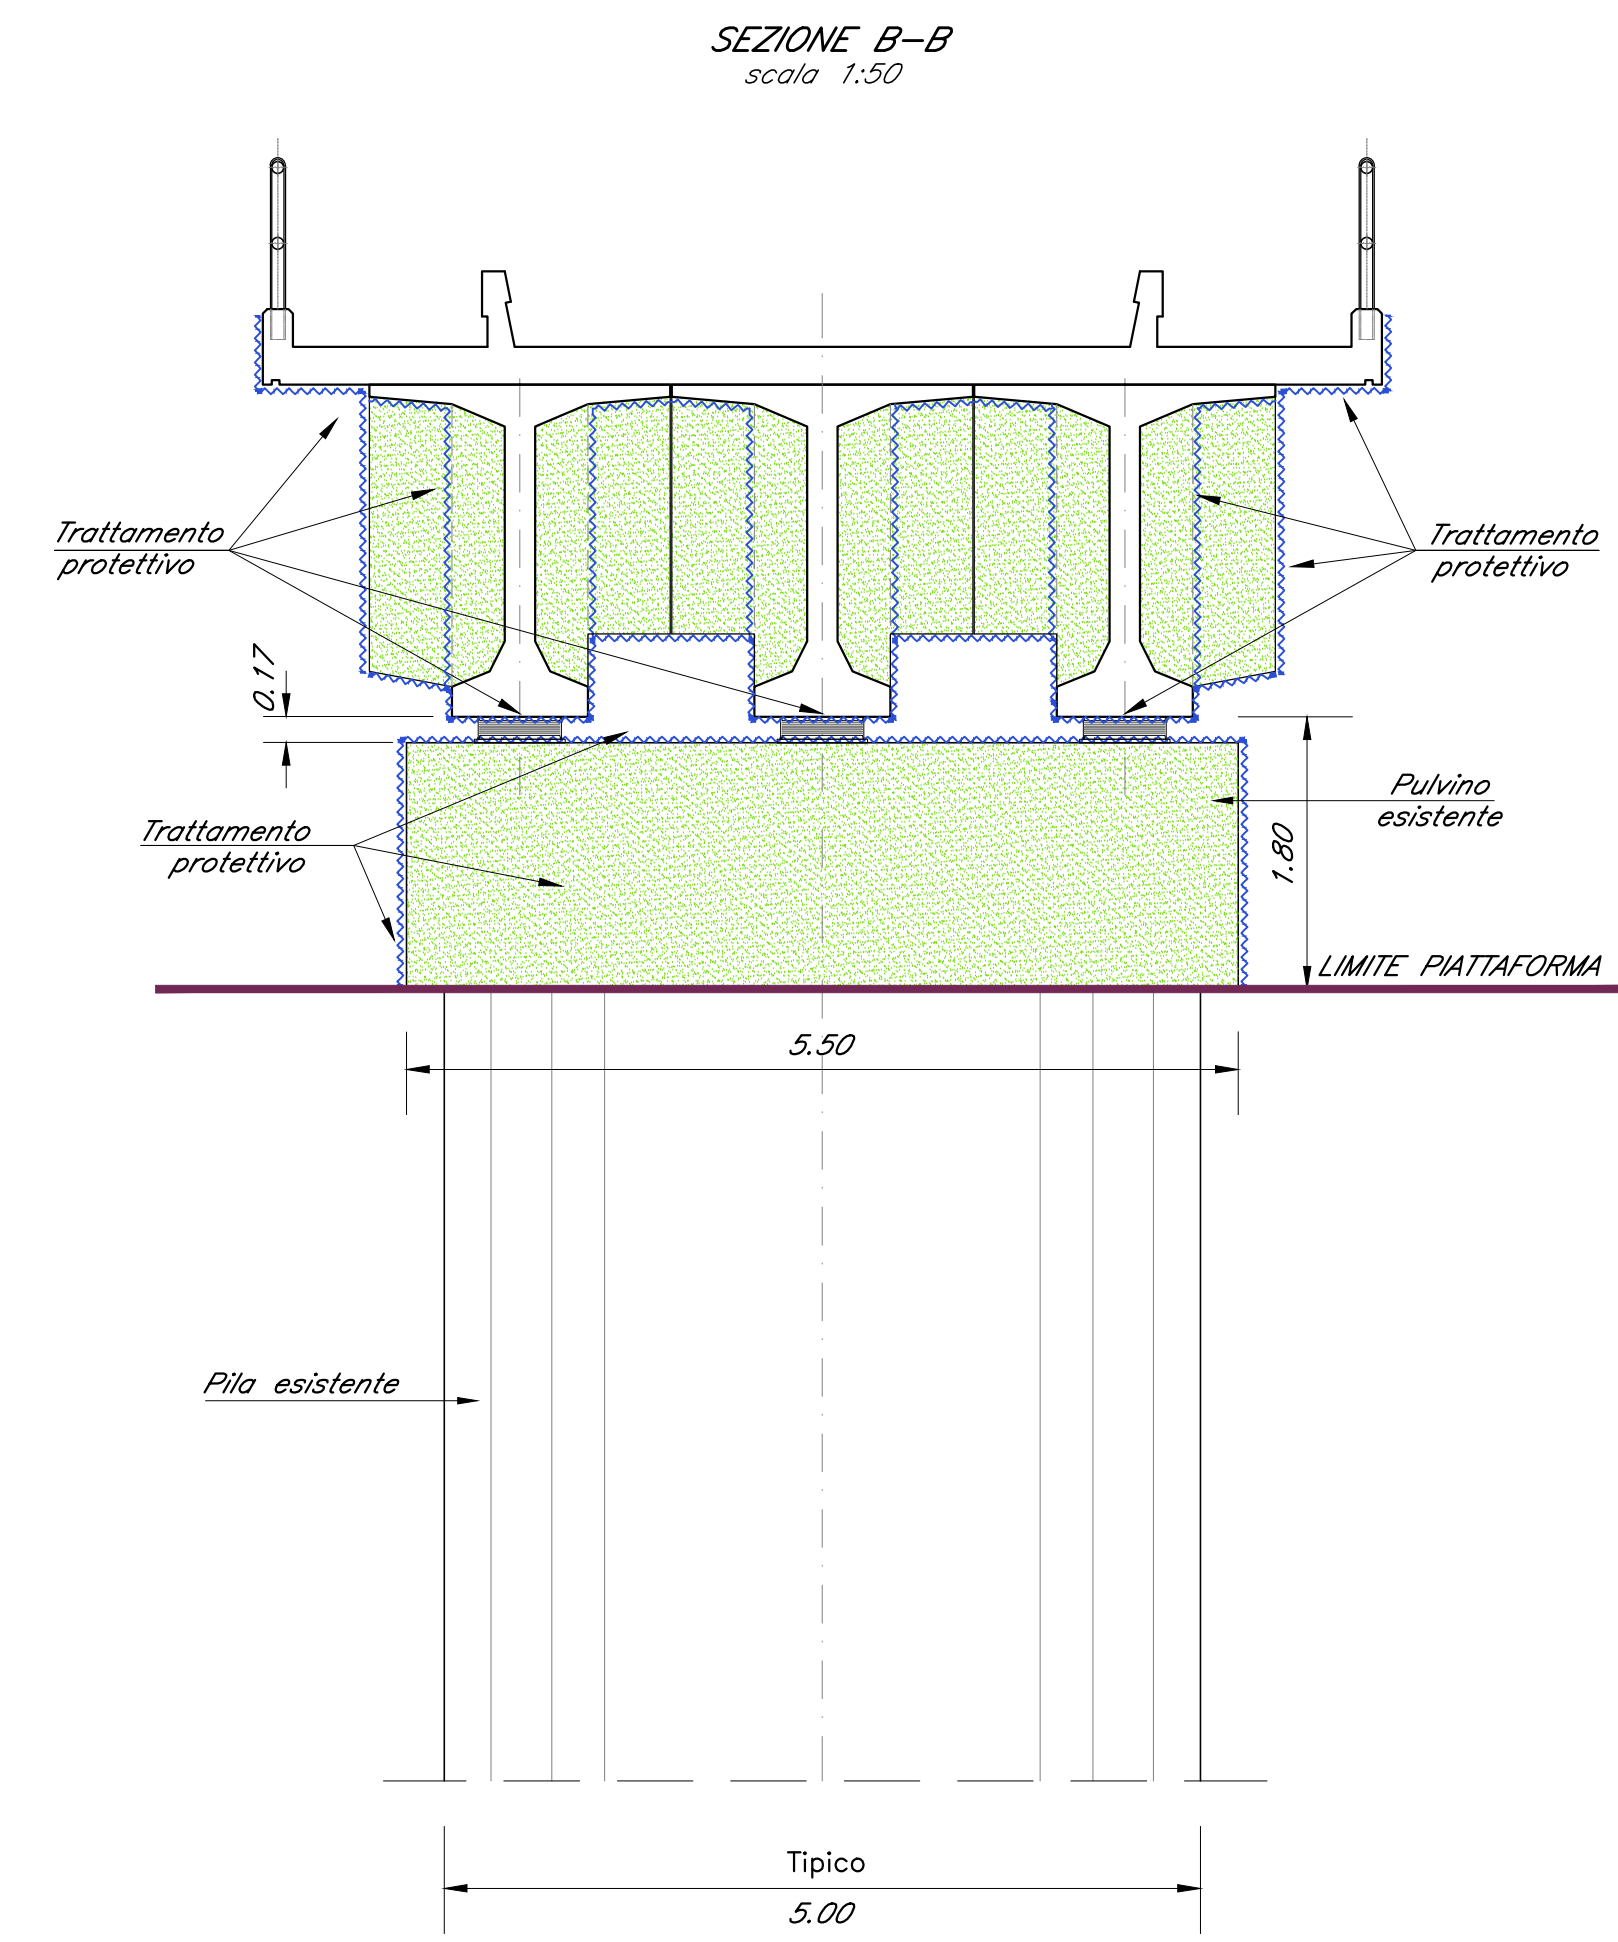 SEZIONE B-B
scala 1:50
Trattamento
protettivo
Trattamento
protettivo
0.17
Pulvino
esistente
Trattamento
protettivo
1.80
LIMITE PIATTAFORMA
5.50
Pila esistente
Tipico
5.00